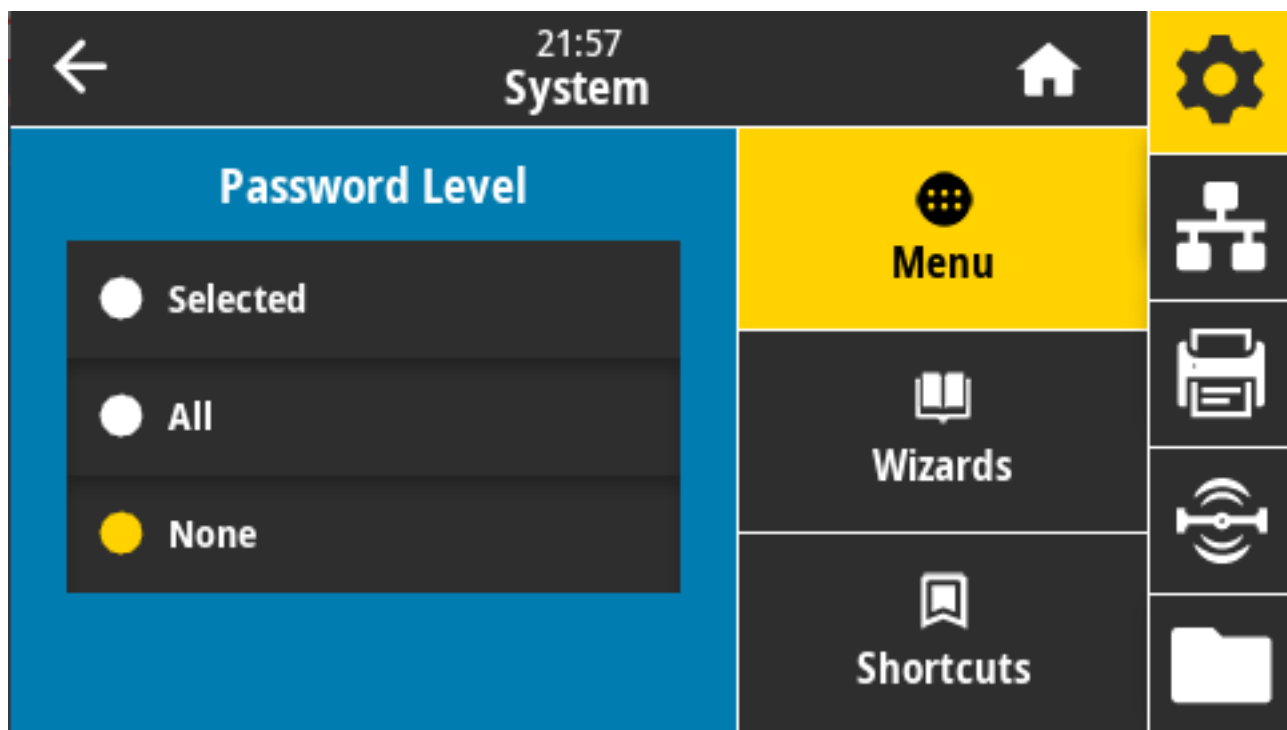 21:57
System
Password Level
Selected
All
None
Menu
Wizards
Shortcuts